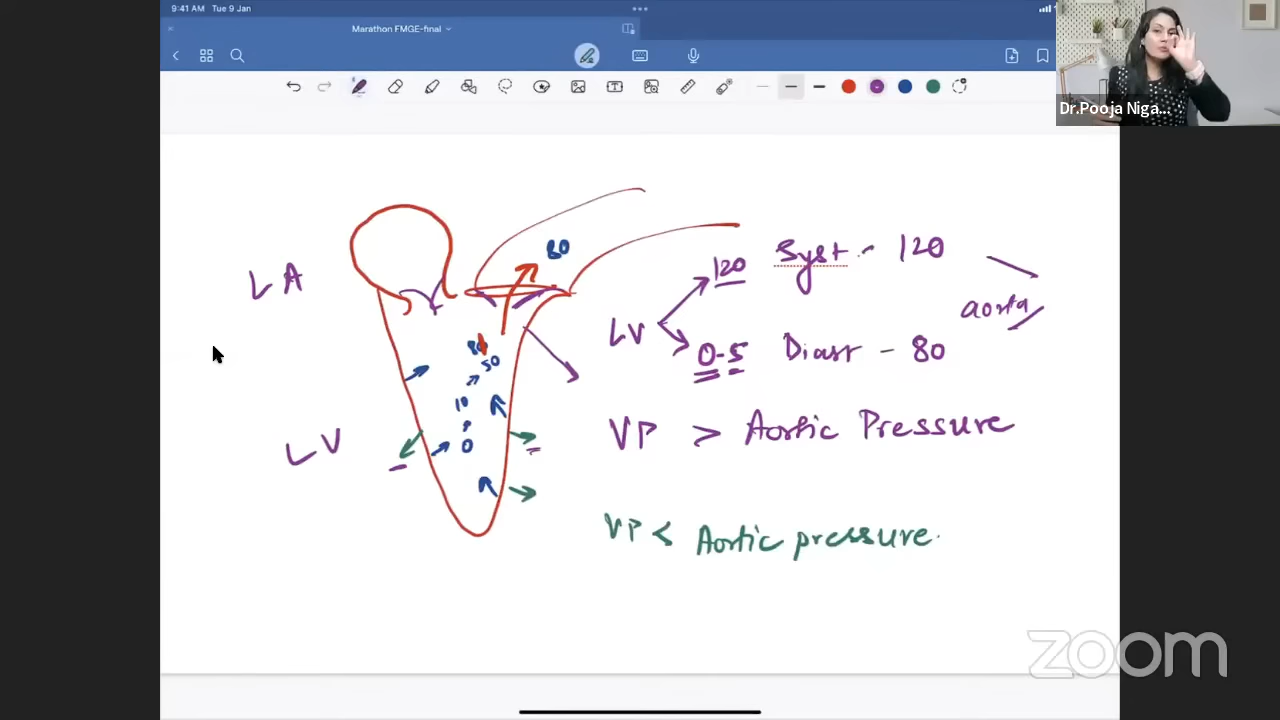 9:41 AM Tue 9 Jan
Marathon FMGE-final
Dr.Pooja Niga...
80
120 Syst - 120
LA
aorta
LV
80
50
0-5 Diast - 80
10
VP > Aortic Pressure
LV
0
VP < Aortic pressure.
zoom